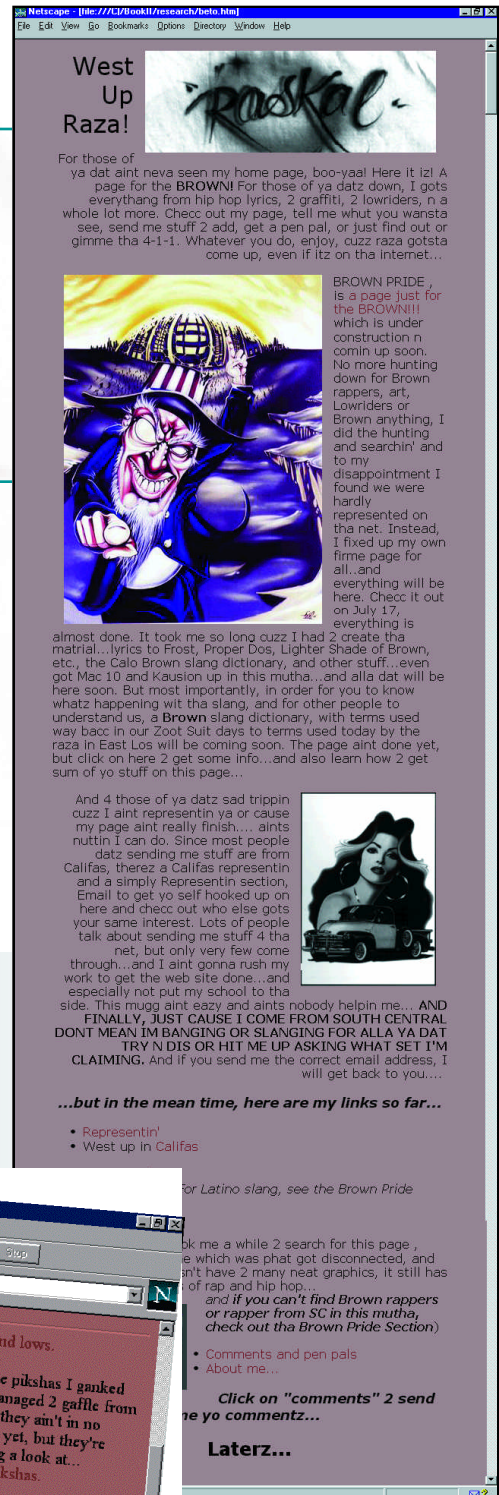 Netscape - [file:///C|/BookII/research/beto.htm]
File Edit View Go Bookmarks Options Directory Window Help
West
Up
Raza!
RasKal
For those of
ya dat aint neva seen my home page, boo-yaa! Here it iz! A
page for the BROWN! For those of ya datz down, I gots
everythang from hip hop lyrics, 2 graffiti, 2 lowriders, n a
whole lot more. Checc out my page, tell me whut you wansta
see, send me stuff 2 add, get a pen pal, or just find out or
gimme tha 4-1-1. Whatever you do, enjoy, cuzz raza gotsta
come up, even if itz on tha internet...
BROWN PRIDE ,
is a page just for
the BROWN!!!
which is under
construction n
comin up soon.
No more hunting
down for Brown
rappers, art,
Lowriders or
Brown anything, I
did the hunting
and searchin' and
to my
disappointment I
found we were
hardly
represented on
tha net. Instead,
I fixed up my own
firme page for
all..and
everything will be
here. Checc it out
on July 17,
everything is
almost done. It took me so long cuzz I had 2 create tha
matrial...lyrics to Frost, Proper Dos, Lighter Shade of Brown,
etc., the Calo Brown slang dictionary, and other stuff...even
got Mac 10 and Kausion up in this mutha...and alla dat will be
here soon. But most importantly, in order for you to know
whatz happening wit tha slang, and for other people to
understand us, a Brown slang dictionary, with terms used
way bacc in our Zoot Suit days to terms used today by the
raza in East Los will be coming soon. The page aint done yet,
but click on here 2 get some info...and also learn how 2 get
sum of yo stuff on this page...
And 4 those of ya datz sad trippin
cuzz I aint representin ya or cause
my page aint really finish.... aints
nuttin I can do. Since most people
datz sending me stuff are from
Califas, therez a Califas representin
and a simply Representin section,
Email to get yo self hooked up on
here and checc out who else gots
your same interest. Lots of people
talk about sending me stuff 4 tha
net, but only very few come
through...and I aint gonna rush my
work to get the web site done...and
especially not put my school to tha
side. This mugg aint eazy and aints nobody helpin me... AND
FINALLY, JUST CAUSE I COME FROM SOUTH CENTRAL
DONT MEAN IM BANGING OR SLANGING FOR ALLA YA DAT
TRY N DIS OR HIT ME UP ASKING WHAT SET I'M
CLAIMING. And if you send me the correct email address, I
will get back to you....
...but in the mean time, here are my links so far...
• Representin'
• West up in Califas
For Latino slang, see the Brown Pride
ok me a while 2 search for this page ,
e which was phat got disconnected, and
sn't have 2 many neat graphics, it still has
of rap and hip hop...
and if you can't find Brown rappers
or rapper from SC in this mutha,
check out tha Brown Pride Section)
• Comments and pen pals
• About me...
Click on "comments" 2 send
me yo commentz...
Laterz...
Stop
N
nd lows.
e pikshas I ganked
anaged 2 gaffle from
they ain't in no
yet, but they're
g a look at...
kshas.